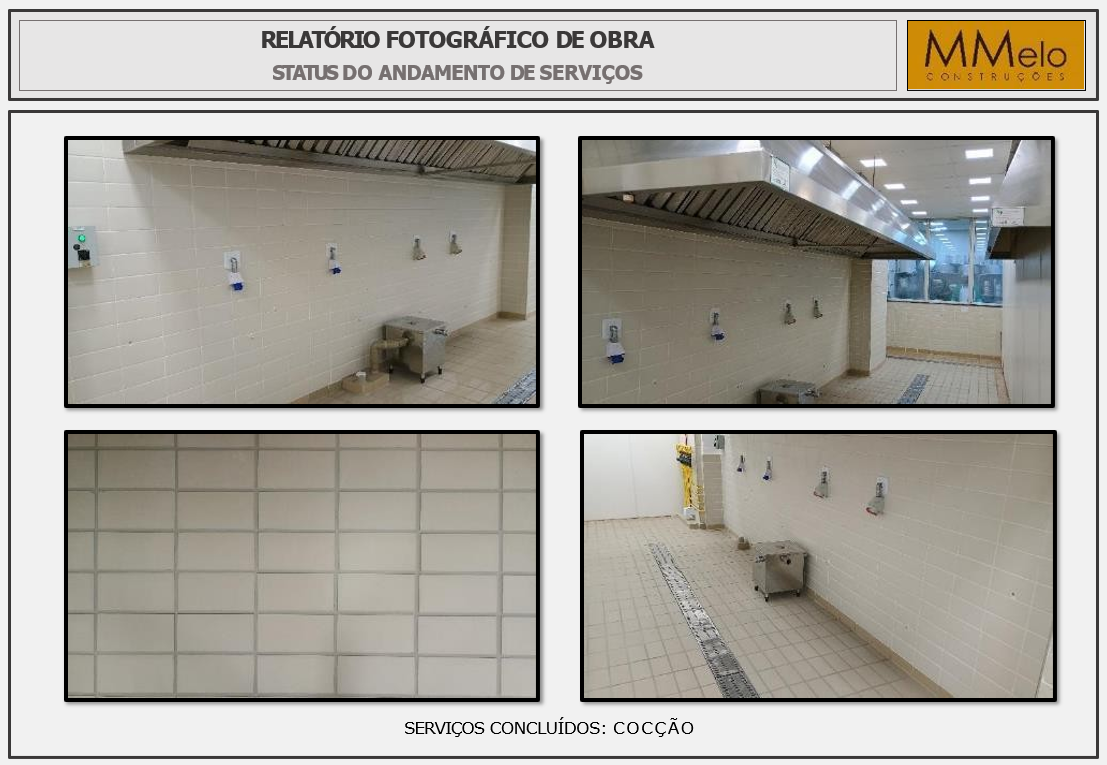 RELATÓRIO FOTOGRÁFICO DE OBRA
STATUS DO ANDAMENTO DE SERVIÇOS
MMelo
CONSTRUÇÕES
SERVIÇOS CONCLUÍDOS: COCÇÃO